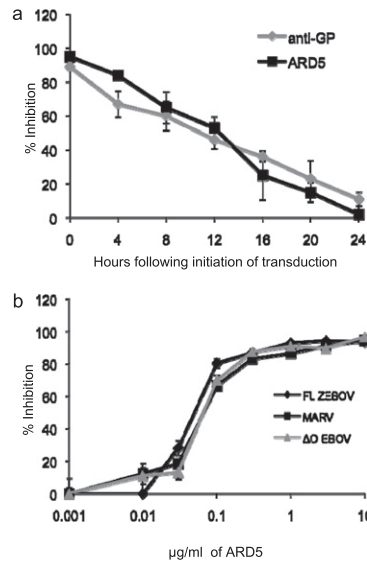 a
120
100
80
60
40
20
0
% Inhibition
anti-GP
ARD5
0 4 8 12 16 20 24
Hours following initiation of transduction
b
120
100
80
60
40
20
0
% Inhibition
FL ZEBOV
MARV
ΔO EBOV
0.001 0.01 0.1 1 10
µg/ml of ARD5